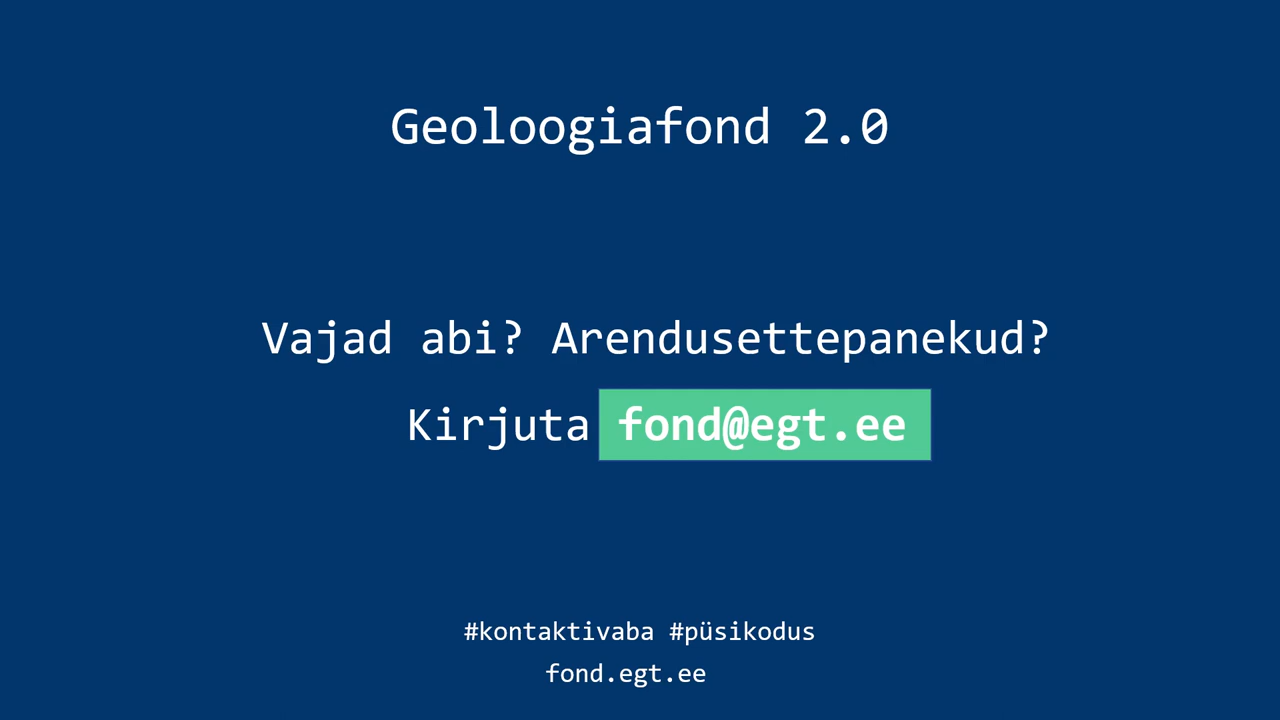 Geoloogiafond 2.0
Vajad abi? Arendusettepanekud?
Kirjuta fond@egt.ee
#kontaktivaba #püsikodus
fond.egt.ee